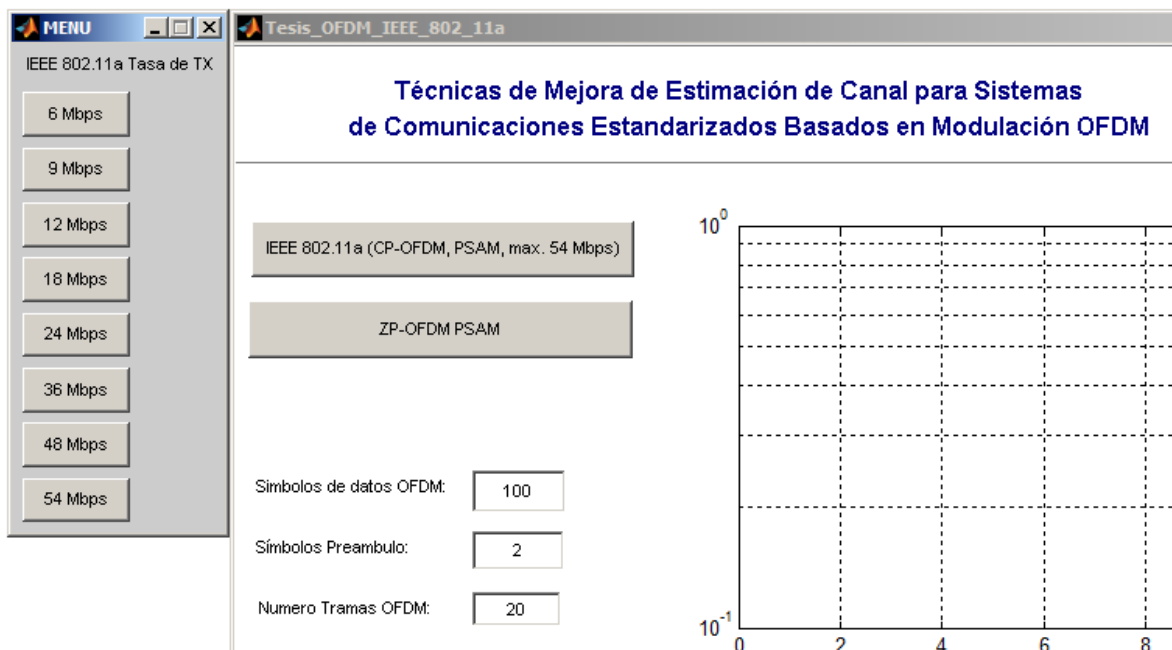 MENU
IEEE 802.11a Tasa de TX
6 Mbps
9 Mbps
12 Mbps
18 Mbps
24 Mbps
36 Mbps
48 Mbps
54 Mbps
Tesis_OFDM_IEEE_802_11a
Técnicas de Mejora de Estimación de Canal para Sistemas
de Comunicaciones Estandarizados Basados en Modulación OFDM
IEEE 802.11a (CP-OFDM, PSAM, max. 54 Mbps)
ZP-OFDM PSAM
Simbolos de datos OFDM: 100
Símbolos Preambulo: 2
Numero Tramas OFDM: 20
10^0
10^-1
0 2 4 6 8